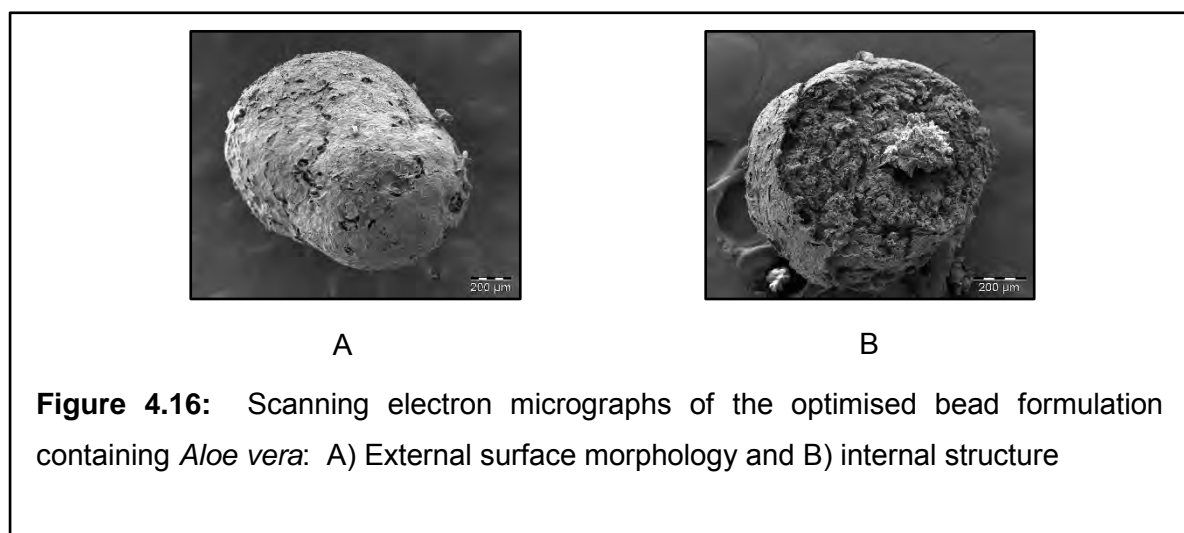 200 µm
200 µm
A
B
Figure 4.16: Scanning electron micrographs of the optimised bead formulation
containing Aloe vera: A) External surface morphology and B) internal structure